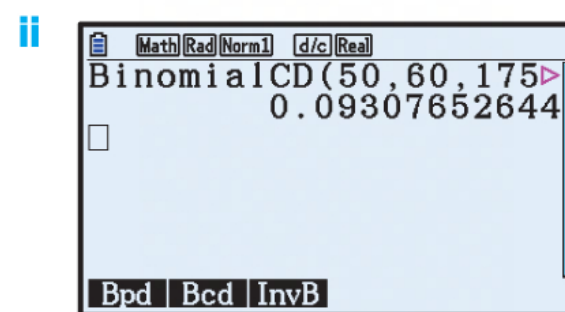 ii
Math Rad Norm1 d/c Real
BinomialCD(50,60,175▷
0.09307652644
Bpd Bcd InvB